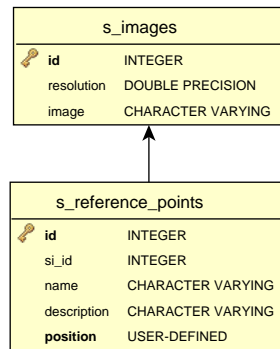 s_images
id INTEGER
resolution DOUBLE PRECISION
image CHARACTER VARYING
s_reference_points
id INTEGER
si_id INTEGER
name CHARACTER VARYING
description CHARACTER VARYING
position USER-DEFINED